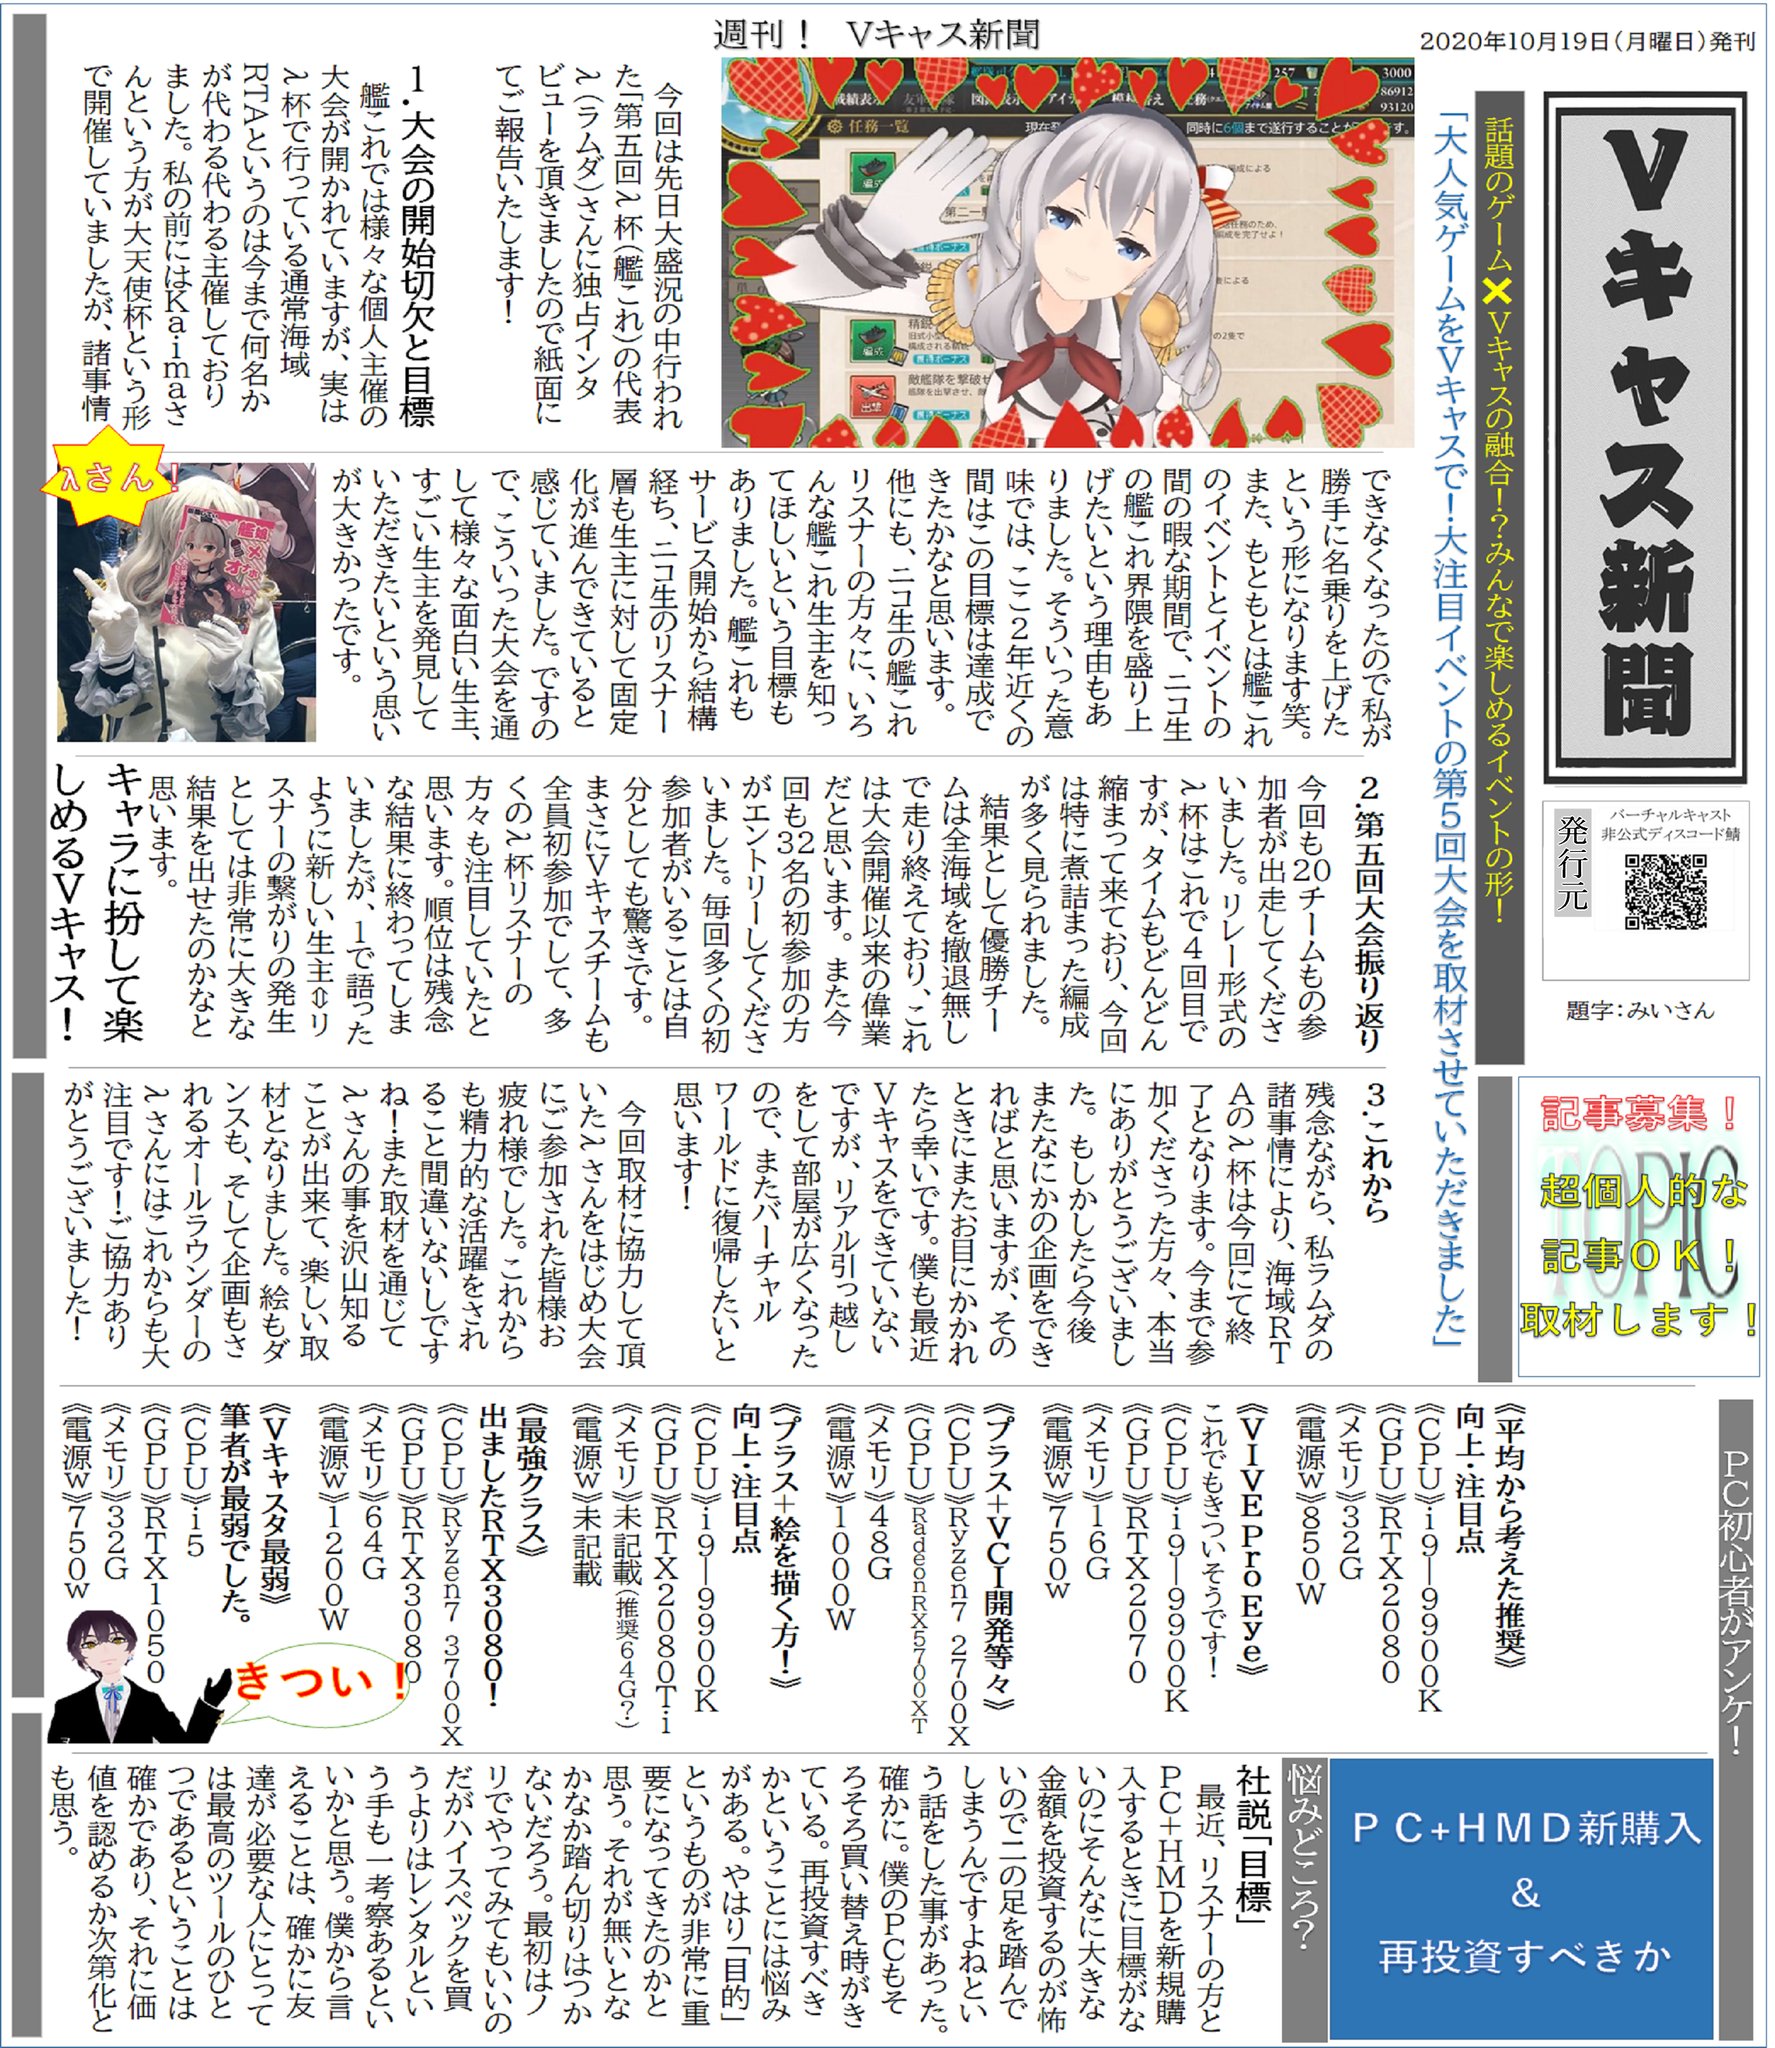 週刊！　Ｖキャス新聞
2020年10月19日（月曜日）発刊
Ｖキャス新聞
発行元
バーチャルキャスト
非公式ディスコード鯖
題字：みいさん
話題のゲーム✖Ｖキャスの融合！？みんなで楽しめるイベントの形！
「大人気ゲームをＶキャスで！大注目イベントの第５回大会を取材させていただきました」
257
3000
86912
93120
任務一覧
同時に6個まで遂行することが
編成
編成
出撃
敵艦隊を撃破せ
今回は先日大盛況の中行われ
た「第五回λ杯（艦これ）の代表
λ（ラムダ）さんに独占インタ
ビューを頂きましたので紙面に
てご報告いたします！
１．大会の開始切欠と目標
艦これでは様々な個人主催の
大会が開かれていますが、実は
λ杯で行っている通常海域
RTAというのは今まで何名か
が代わる代わる主催しており
ました。私の前にはKaimaさ
んという方が大天使杯という形
で開催していましたが、諸事情
できなくなったので私が
勝手に名乗りを上げた
という形になります笑。
また、もともとは艦これ
のイベントとイベントの
間の暇な期間で、ニコ生
の艦これ界隈を盛り上
げたいという理由もあ
りました。そういった意
味では、ここ２年近くの
間はこの目標は達成で
きたかなと思います。
他にも、ニコ生の艦これ
リスナーの方々に、いろ
んな艦これ生主を知っ
てほしいという目標も
ありました。艦これも
サービス開始から結構
経ち、ニコ生のリスナー
層も生主に対して固定
化が進んできていると
感じていました。ですの
で、こういった大会を通
して様々な面白い生主、
すごい生主を発見して
いただきたいという思い
が大きかったです。
λさん！
艦娘
２．第五回大会振り返り
今回も20チームもの参
加者が出走してくださ
いました。リレー形式の
λ杯はこれで４回目で
すが、タイムもどんどん
縮まって来ており、今回
は特に煮詰まった編成
が多く見られました。
結果として優勝チー
ムは全海域を撤退無し
で走り終えており、これ
は大会開催以来の偉業
だと思います。また今
回も32名の初参加の方
がエントリーしてくださ
いました。毎回多くの初
参加者がいることは自
分としても驚きです。
まさにＶキャスチームも
全員初参加でして、多
くのλ杯リスナーの
方々も注目していたと
思います。順位は残念
な結果に終わってしま
いましたが、１で語った
ように新しい生主⇔リ
スナーの繋がりの発生
としては非常に大きな
結果を出せたのかなと
思います。
キャラに扮して楽
しめるＶキャス！
３．これから
残念ながら、私ラムダの
諸事情により、海域ＲＴ
Ａのλ杯は今回にて終
了となります。今まで参
加くださった方々、本当
にありがとうございまし
た。もしかしたら今後
またなにかの企画をでき
ればと思いますが、その
ときにまたお目にかかれ
たら幸いです。僕も最近
Ｖキャスをできていない
ですが、リアル引っ越し
をして部屋が広くなった
ので、またバーチャル
ワールドに復帰したいと
思います！
今回取材に協力して頂
いたλさんをはじめ大会
にご参加された皆様お
疲れ様でした。これから
も精力的な活躍をされ
ること間違いないしです
ね！また取材を通じて
λさんの事を沢山知る
ことが出来て、楽しい取
材となりました。絵もダ
ンスも、そして企画もさ
れるオールラウンダーの
λさんにはこれからも大
注目です！ご協力あり
がとうございました！
TOPIC
記事募集！
超個人的な
記事ＯＫ！
取材します！
ＰＣ初心者がアンケ！
《平均から考えた推奨》
向上・注目点
《ＣＰＵ》i9―9900K
《ＧＰＵ》RTX2080
《メモリ》32G
《電源w》850W
《VIVE Pro Eye》
これでもきついそうです！
《ＣＰＵ》i9―9900K
《ＧＰＵ》RTX2070
《メモリ》16G
《電源w》750w
《プラス＋VCI開発等々》
《ＣＰＵ》Ryzen7 2700X
《ＧＰＵ》RadeonRX5700XT
《メモリ》48G
《電源w》1000W
《プラス＋絵を描く方！》
向上・注目点
《ＣＰＵ》i9―9900K
《ＧＰＵ》RTX2080Ti
《メモリ》未記載（推奨64G？）
《電源w》未記載
《最強クラス》
出ましたRTX3080！
《ＣＰＵ》Ryzen7 3700X
《ＧＰＵ》RTX3080
《メモリ》64G
《電源w》1200W
《Ｖキャスタ最弱》
筆者が最弱でした。
《ＣＰＵ》i5
《ＧＰＵ》RTX1050
《メモリ》32G
《電源w》750w
きつい！
ＰＣ+ＨＭＤ新購入
＆
再投資すべきか
悩みどころ？
社説「目標」
最近、リスナーの方と
ＰＣ＋ＨＭＤを新規購
入するときに目標がな
いのにそんなに大きな
金額を投資するのが怖
いので二の足を踏んで
しまうんですよねとい
う話をした事があった。
確かに。僕のＰＣもそ
ろそろ買い替え時がき
ている。再投資すべき
かということには悩み
がある。やはり「目的」
というものが非常に重
要になってきたのかと
思う。それが無いとな
かなか踏ん切りはつか
ないだろう。最初はノ
リでやってみてもいいの
だがハイスペックを買
うよりはレンタルとい
う手も一考察あるとい
いかと思う。僕から言
えることは、確かに友
達が必要な人にとって
は最高のツールのひと
つであるということは
確かであり、それに価
値を認めるか次第化と
も思う。